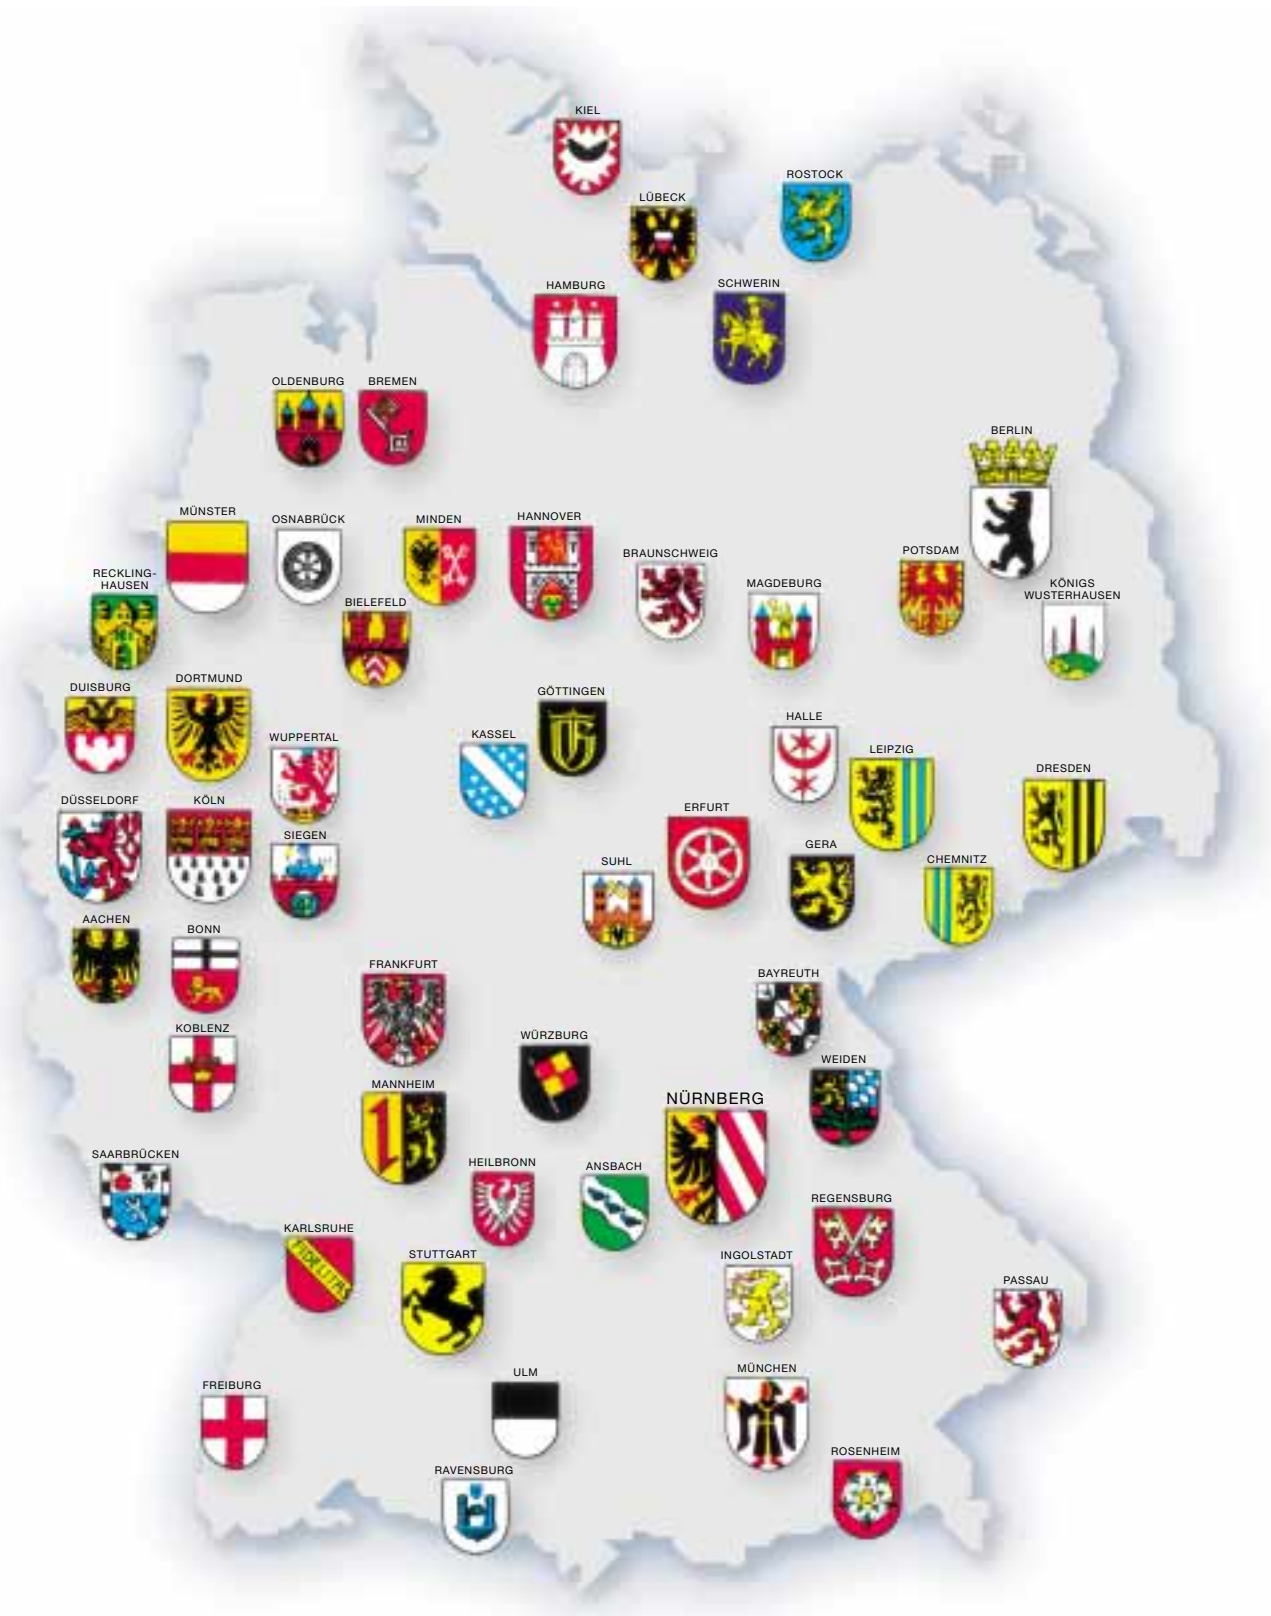 KIEL
ROSTOCK
LÜBECK
HAMBURG
SCHWERIN
OLDENBURG
BREMEN
BERLIN
MÜNSTER
OSNABRÜCK
MINDEN
HANNOVER
BRAUNSCHWEIG
POTSDAM
RECKLING-
HAUSEN
MAGDEBURG
KÖNIGS
WUSTERHAUSEN
BIELEFELD
DUISBURG
DORTMUND
GÖTTINGEN
WUPPERTAL
KASSEL
HALLE
LEIPZIG
DRESDEN
DÜSSELDORF
KÖLN
ERFURT
SIEGEN
GERA
SUHL
CHEMNITZ
AACHEN
BONN
FRANKFURT
BAYREUTH
KOBLENZ
WÜRZBURG
WEIDEN
MANNHEIM
NÜRNBERG
SAARBRÜCKEN
HEILBRONN
ANSBACH
REGENSBURG
KARLSRUHE
FIDELITAS
STUTTGART
INGOLSTADT
PASSAU
MÜNCHEN
ULM
FREIBURG
ROSENHEIM
RAVENSBURG